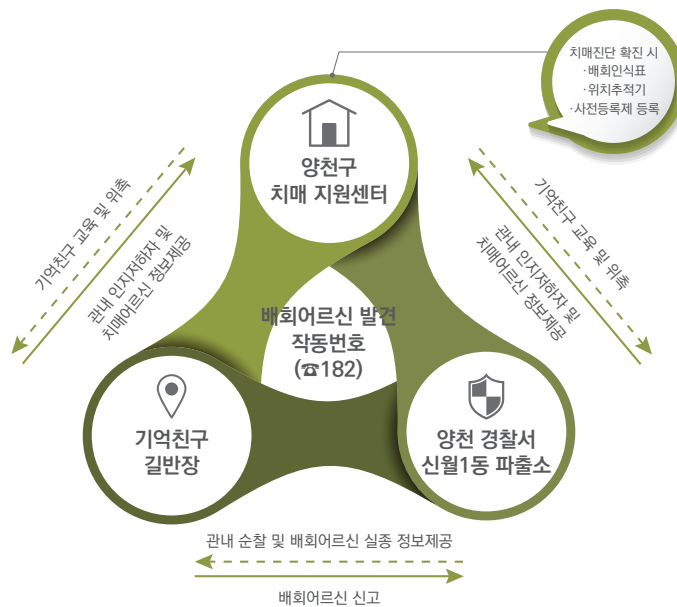 치매진단 확진 시
·배회인식표
·위치추적기
·사전등록제 등록
양천구
치매 지원센터
기억친구 교육 및 위촉
관내 인지저하자 및
치매어르신 정보제공
기억친구 교육 및 위촉
관내 인지저하자 및
치매어르신 정보제공
배회어르신 발견
작동번호
(☎182)
기억친구
길반장
양천 경찰서
신월1동 파출소
관내 순찰 및 배회어르신 실종 정보제공
배회어르신 신고